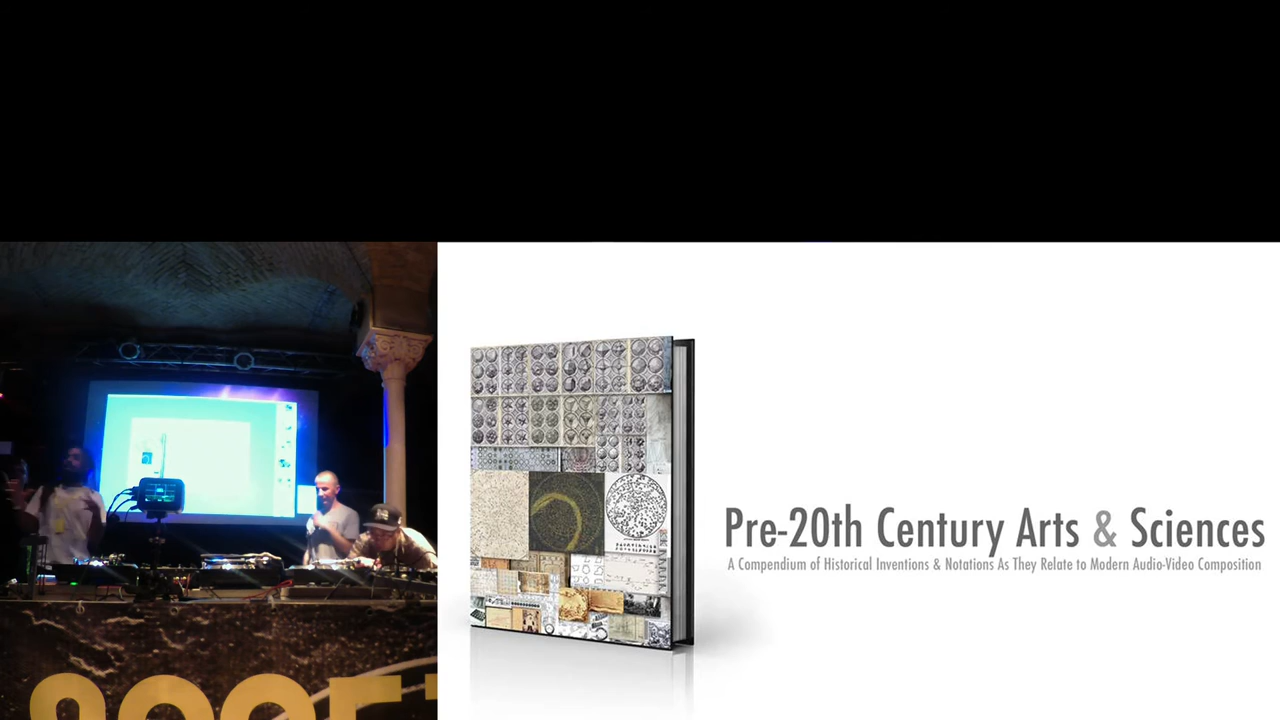 Pre-20th Century Arts & Sciences
A Compendium of Historical Inventions & Notations As They Relate to Modern Audio-Video Composition